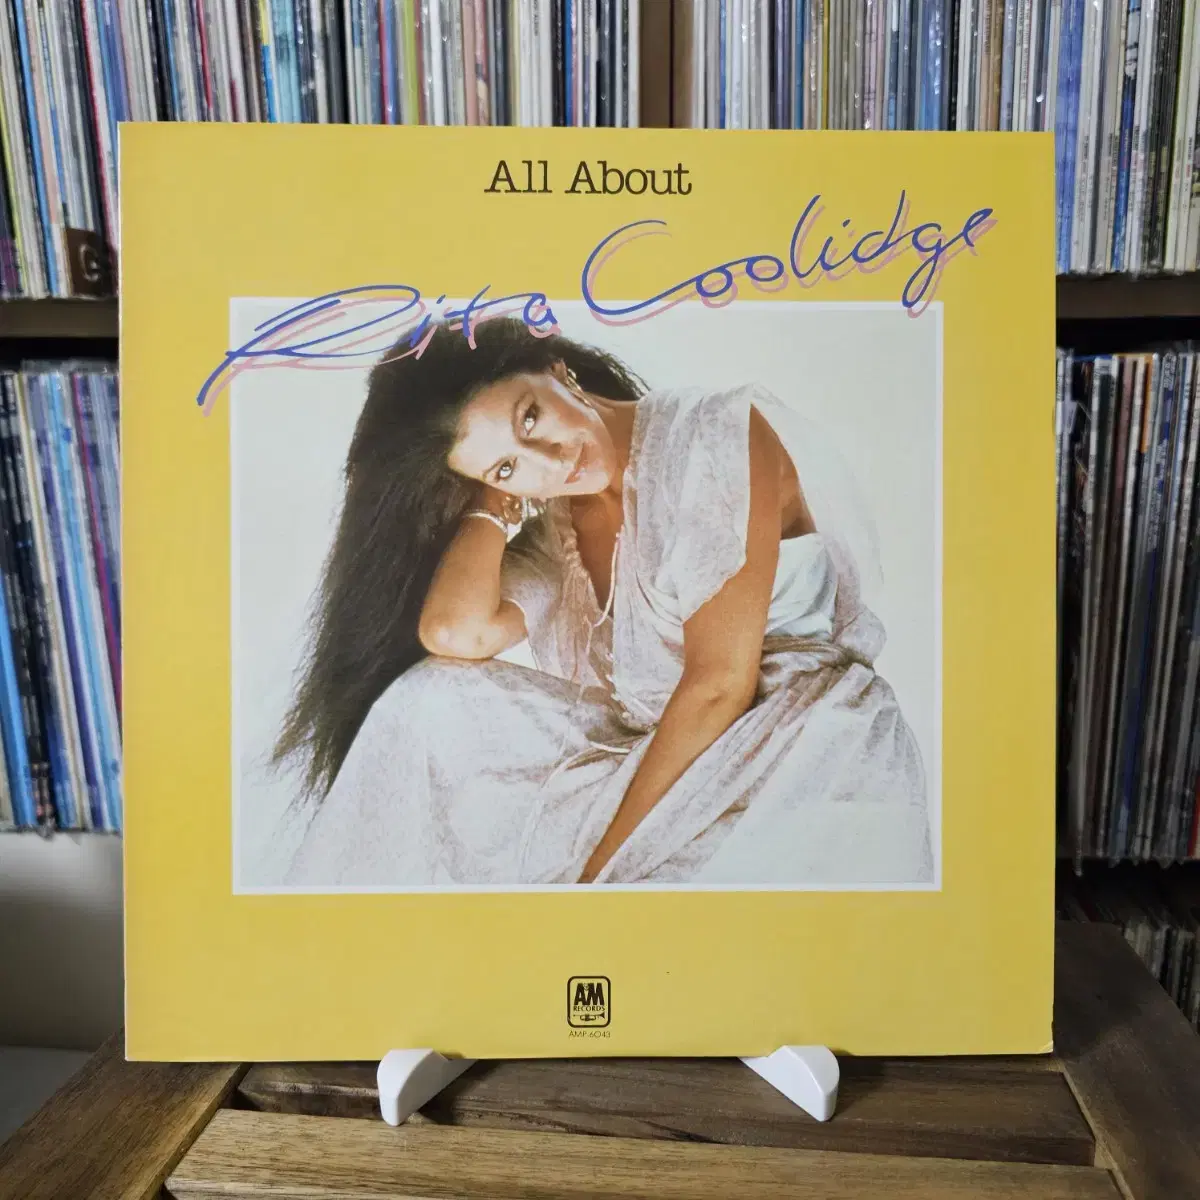 All About
Rita Coolidge
A&M
RECORDS
AMP-6043